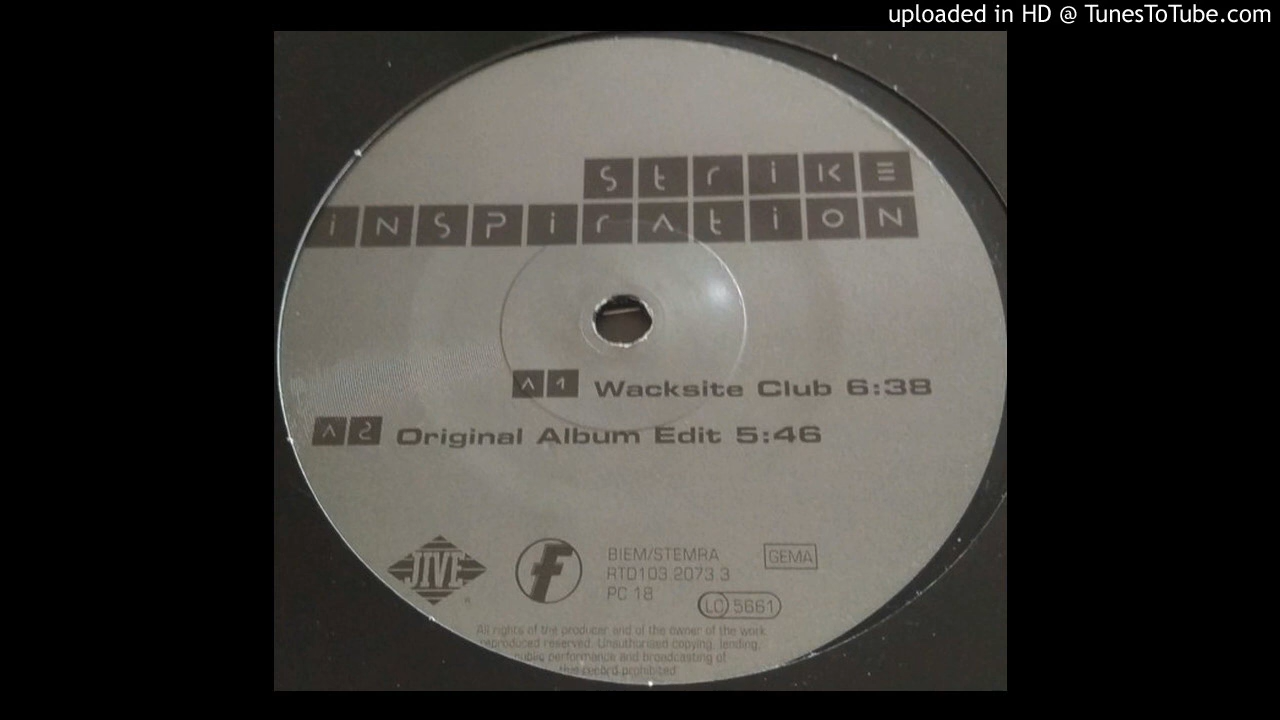 uploaded in HD @ TunesToTube.com
StriKE
iNSPirAtiON
A1 Wacksite Club 6:38
A2 Original Album Edit 5:46
JIVE
F
BIEM/STEMRA
RTD103.2073.3
PC 18
GEMA
LC 5661
All rights of the producer and of the owner of the work
reproduced reserved. Unauthorised copying, lending,
public performance and broadcasting of
this record prohibited